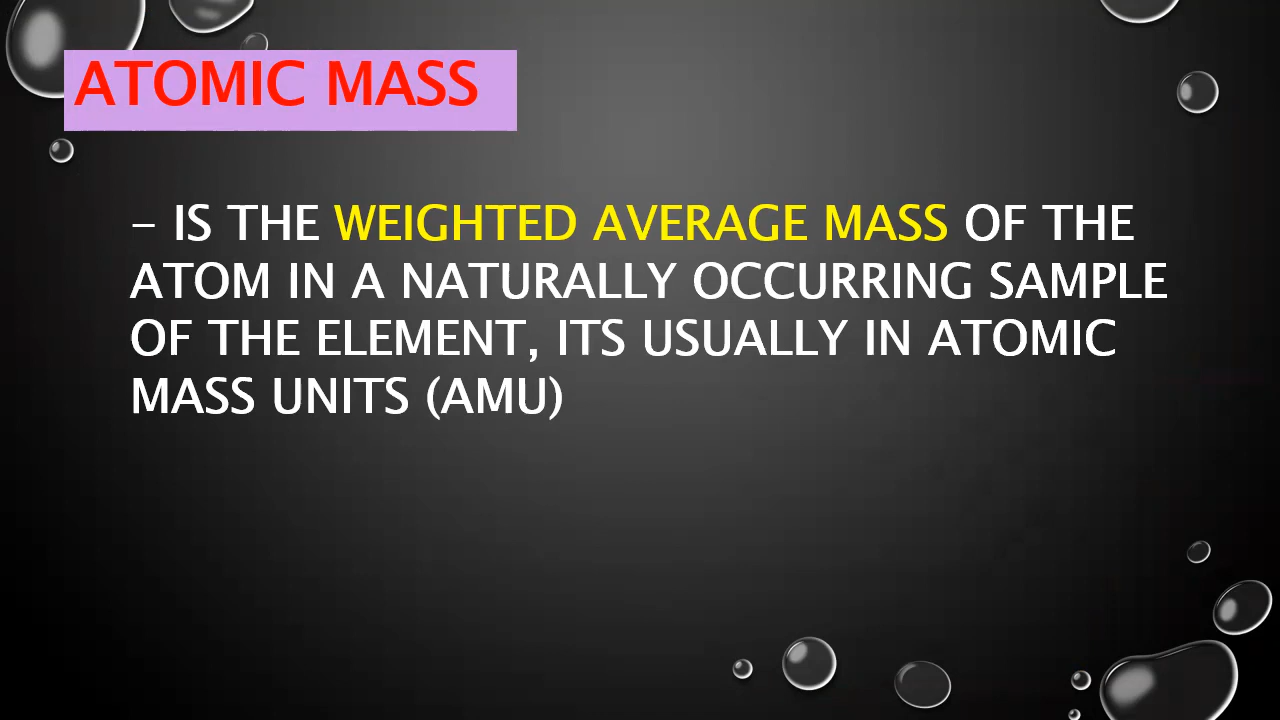 ATOMIC MASS
- IS THE WEIGHTED AVERAGE MASS OF THE
ATOM IN A NATURALLY OCCURRING SAMPLE
OF THE ELEMENT, ITS USUALLY IN ATOMIC
MASS UNITS (AMU)